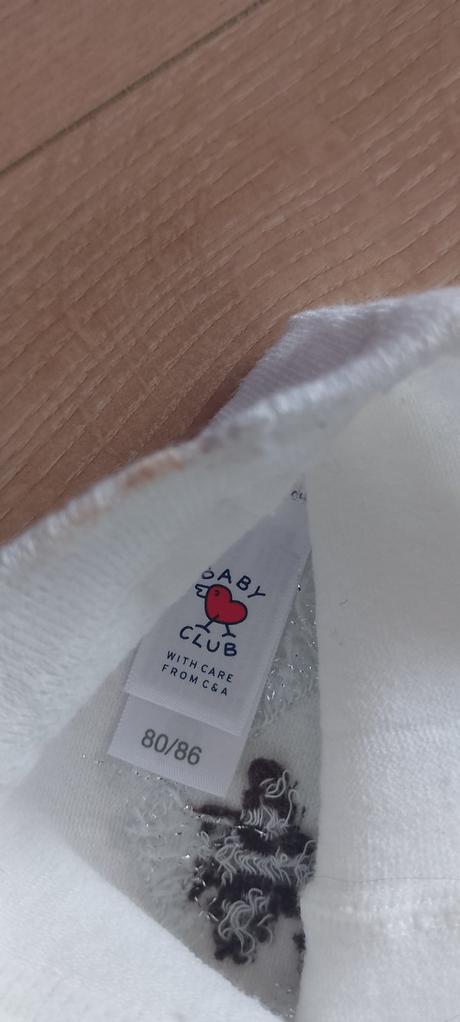 BABY
CLUB
WITH CARE
FROM C&A
80/86